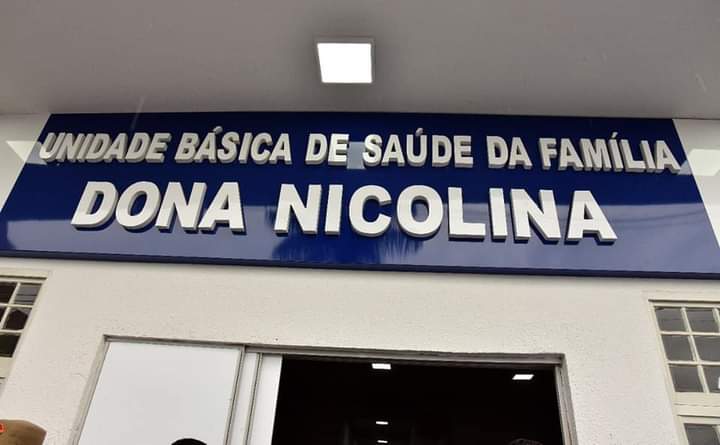 UNIDADE BÁSICA DE SAÚDE DA FAMÍLIA
DONA NICOLINA